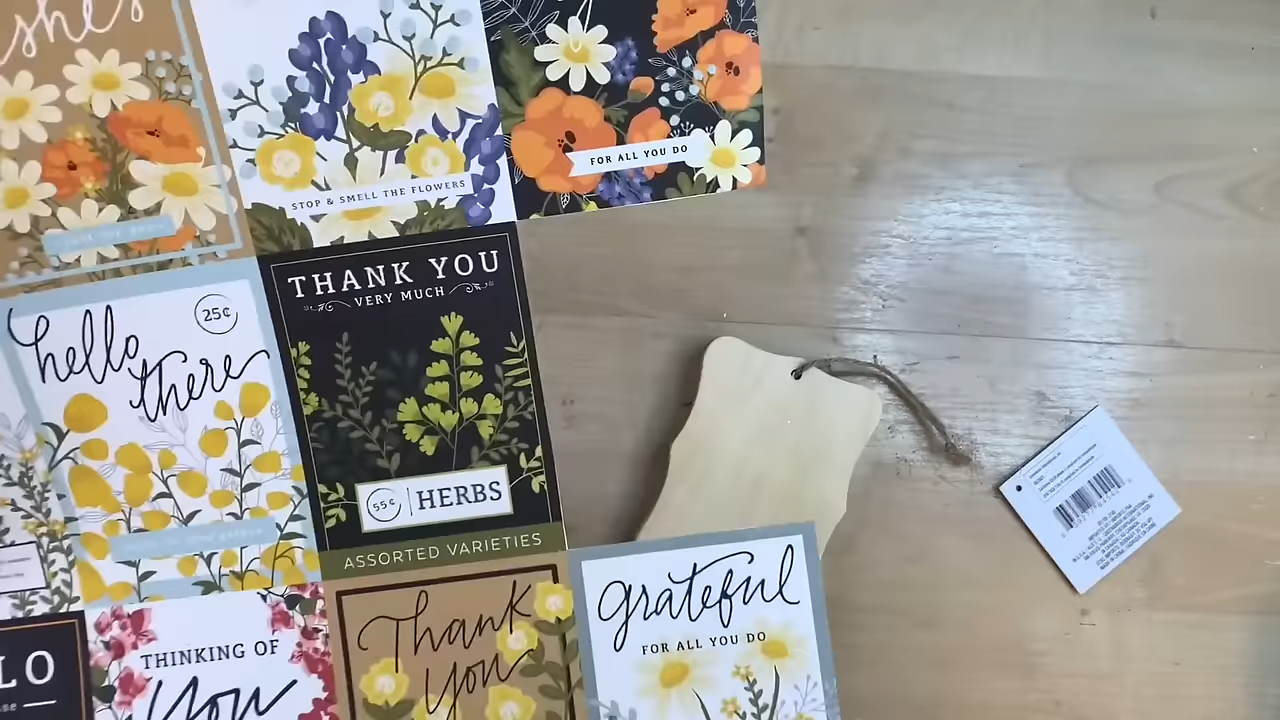 she's
STOP & SMELL THE FLOWERS
FOR ALL YOU DO
hello
there
25¢
THANK YOU
VERY MUCH
55¢
HERBS
ASSORTED VARIETIES
LO
THINKING OF
You
Thank
You
grateful
FOR ALL YOU DO